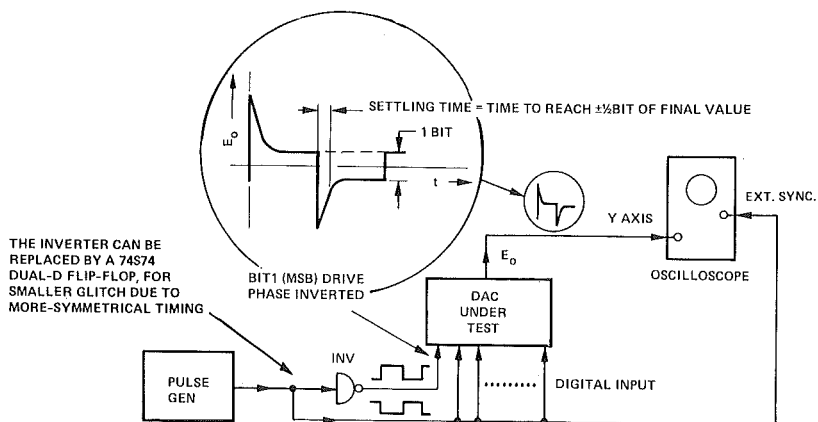 E₀
SETTLING TIME = TIME TO REACH ±½BIT OF FINAL VALUE
1 BIT
t
EXT. SYNC.
Y AXIS
OSCILLOSCOPE
THE INVERTER CAN BE
REPLACED BY A 74S74
DUAL-D FLIP-FLOP, FOR
SMALLER GLITCH DUE TO
MORE-SYMMETRICAL TIMING
BIT1 (MSB) DRIVE
PHASE INVERTED
E₀
DAC
UNDER
TEST
INV
PULSE
GEN
DIGITAL INPUT